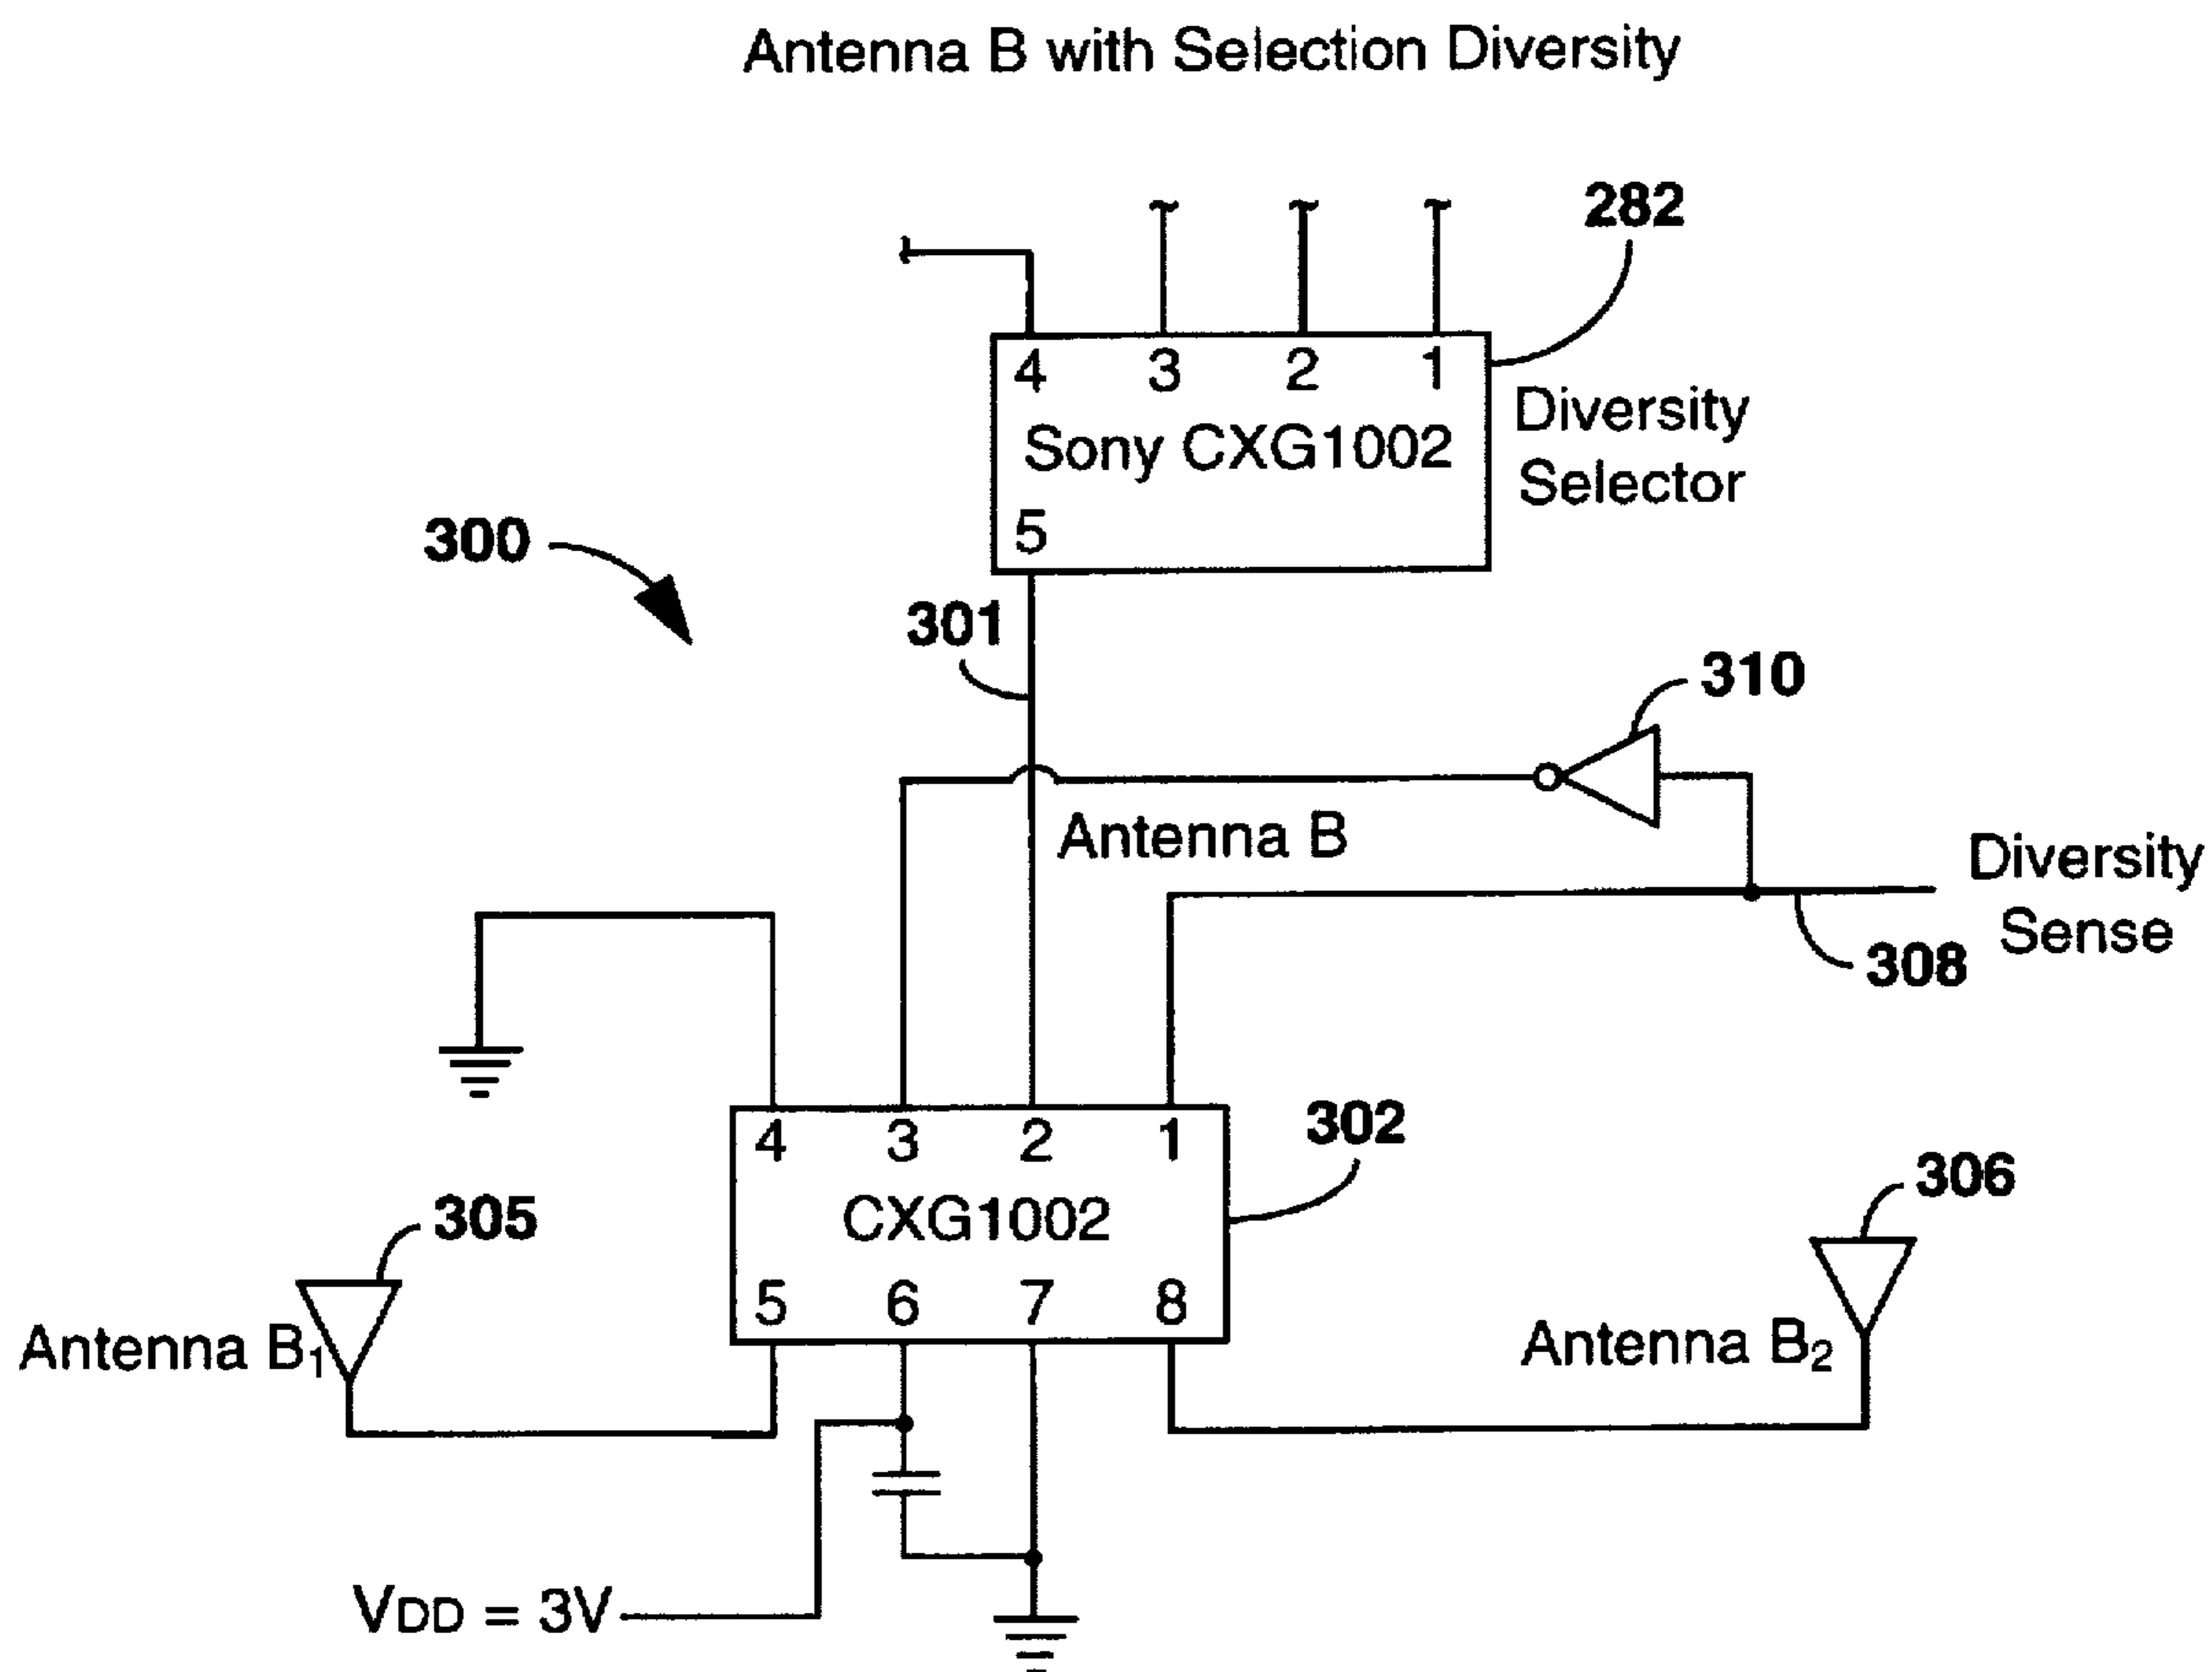 Antenna B with Selection Diversity
282
4 3 2 1
Sony CXG1002
5
Diversity
Selector
300
301
310
Antenna B
Diversity
Sense
308
4 3 2 1
CXG1002
5 6 7 8
302
305
Antenna B1
306
Antenna B2
VDD = 3V